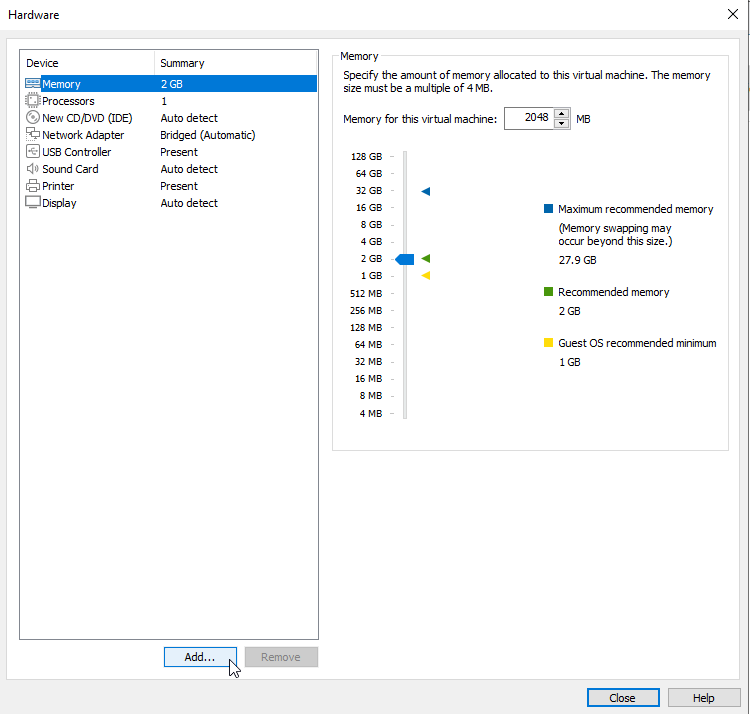 Hardware
Device Summary
Memory 2 GB
Processors 1
New CD/DVD (IDE) Auto detect
Network Adapter Bridged (Automatic)
USB Controller Present
Sound Card Auto detect
Printer Present
Display Auto detect
Add...
Remove
Memory
Specify the amount of memory allocated to this virtual machine. The memory
size must be a multiple of 4 MB.
Memory for this virtual machine: 2048 MB
128 GB
64 GB
32 GB
16 GB
8 GB
4 GB
2 GB
1 GB
512 MB
256 MB
128 MB
64 MB
32 MB
16 MB
8 MB
4 MB
Maximum recommended memory
(Memory swapping may
occur beyond this size.)
27.9 GB
Recommended memory
2 GB
Guest OS recommended minimum
1 GB
Close
Help